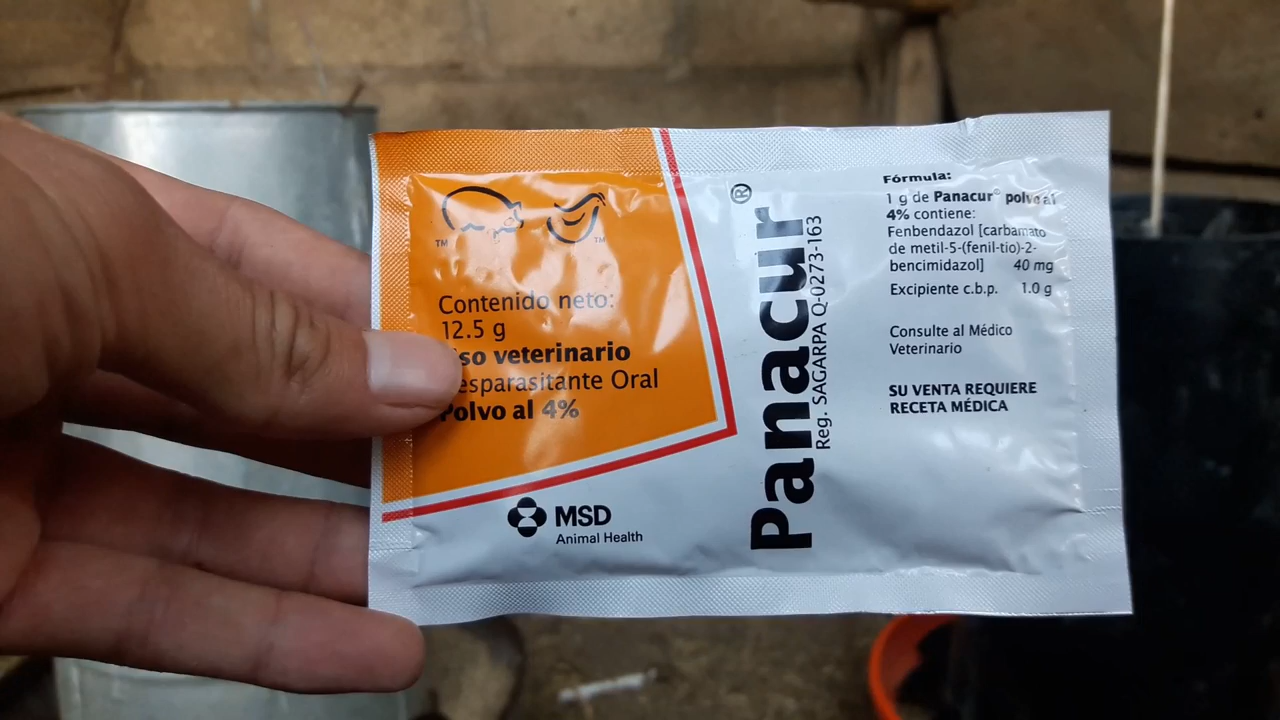 TM
TM
Contenido neto:
12.5 g
so veterinario
esparasitante Oral
Polvo al 4%
MSD
Animal Health
Panacur®
Reg. SAGARPA Q-0273-163
Fórmula:
1 g de Panacur® polvo al
4% contiene:
Fenbendazol [carbamato
de metil-5-(fenil-tio)-2-
bencimidazol] 40 mg
Excipiente c.b.p. 1.0 g
Consulte al Médico
Veterinario
SU VENTA REQUIERE
RECETA MÉDICA